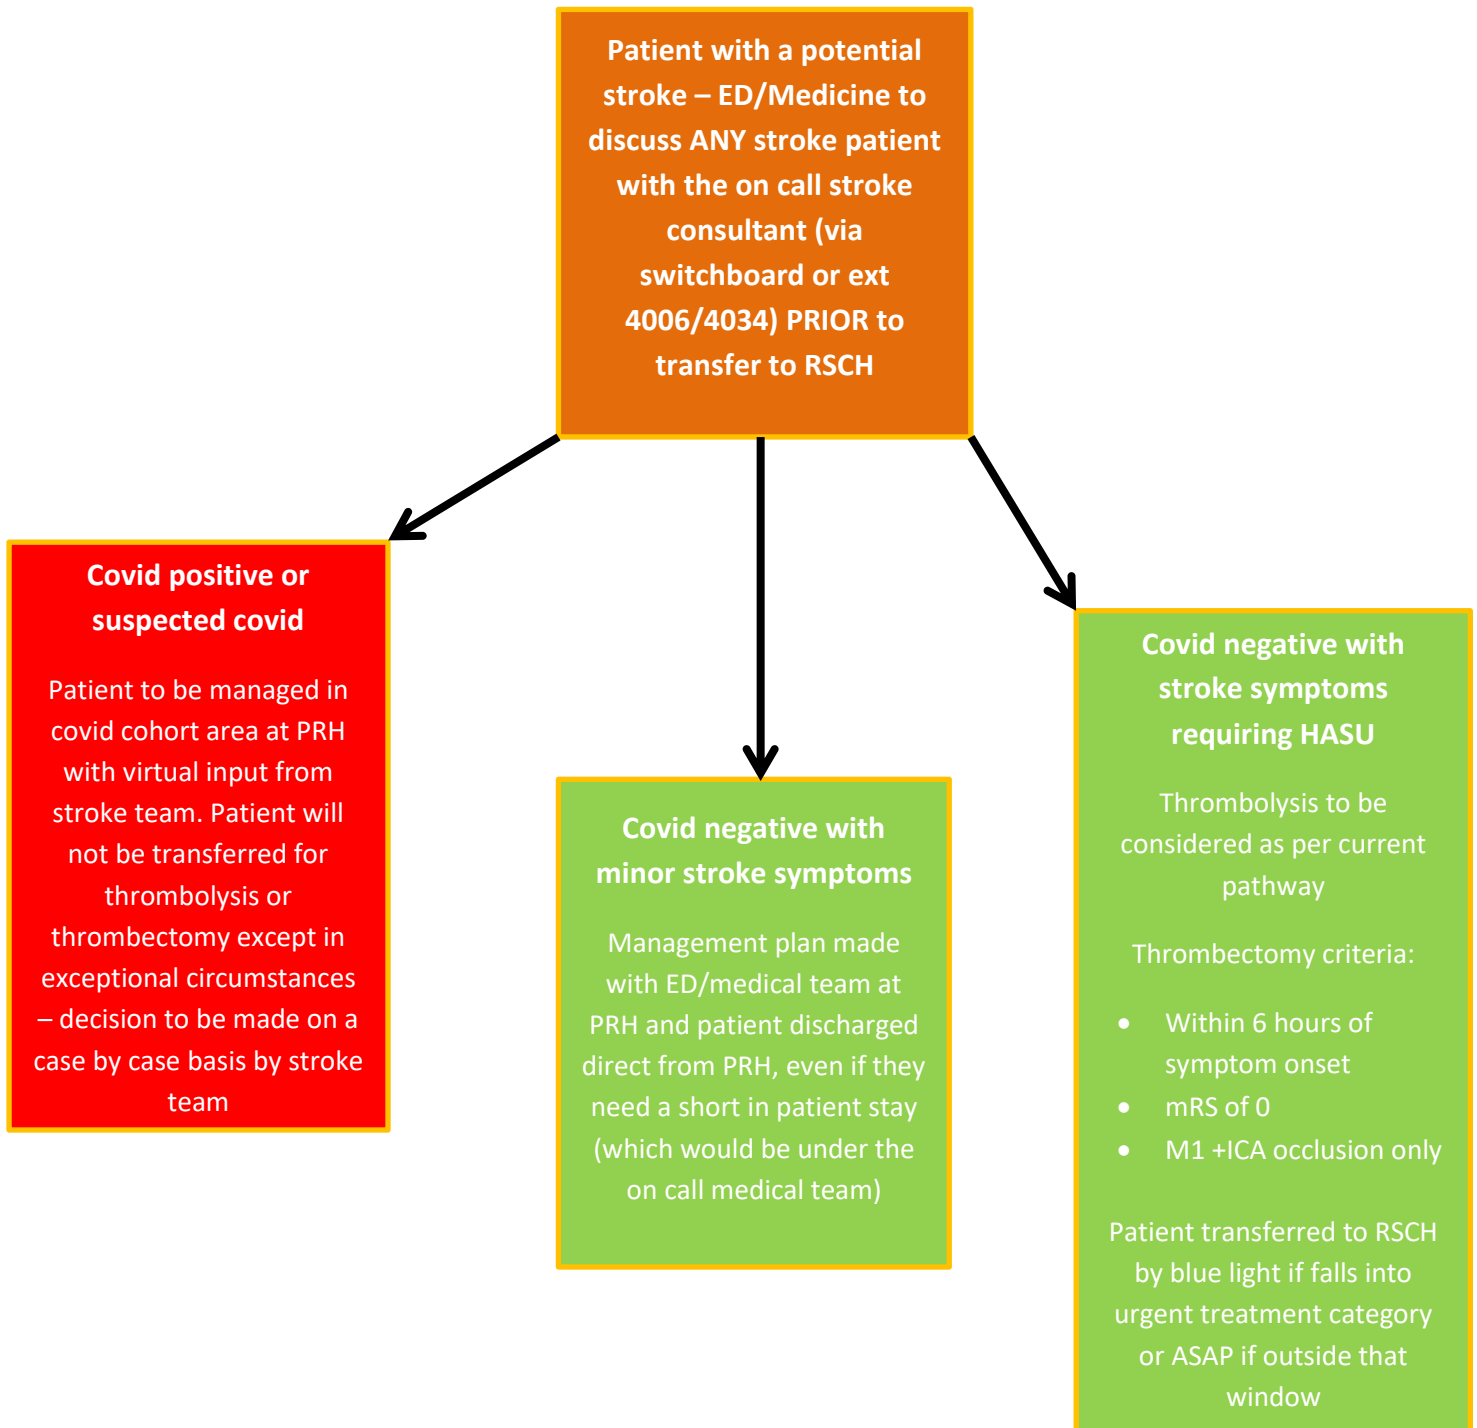 Patient with a potential
stroke – ED/Medicine to
discuss ANY stroke patient
with the on call stroke
consultant (via
switchboard or ext
4006/4034) PRIOR to
transfer to RSCH
Covid positive or
suspected covid
Patient to be managed in
covid cohort area at PRH
with virtual input from
stroke team. Patient will
not be transferred for
thrombolysis or
thrombectomy except in
exceptional circumstances
– decision to be made on a
case by case basis by stroke
team
Covid negative with
minor stroke symptoms
Management plan made
with ED/medical team at
PRH and patient discharged
direct from PRH, even if they
need a short in patient stay
(which would be under the
on call medical team)
Covid negative with
stroke symptoms
requiring HASU
Thrombolysis to be
considered as per current
pathway
Thrombectomy criteria:
• Within 6 hours of
symptom onset
• mRS of 0
• M1 +ICA occlusion only
Patient transferred to RSCH
by blue light if falls into
urgent treatment category
or ASAP if outside that
window